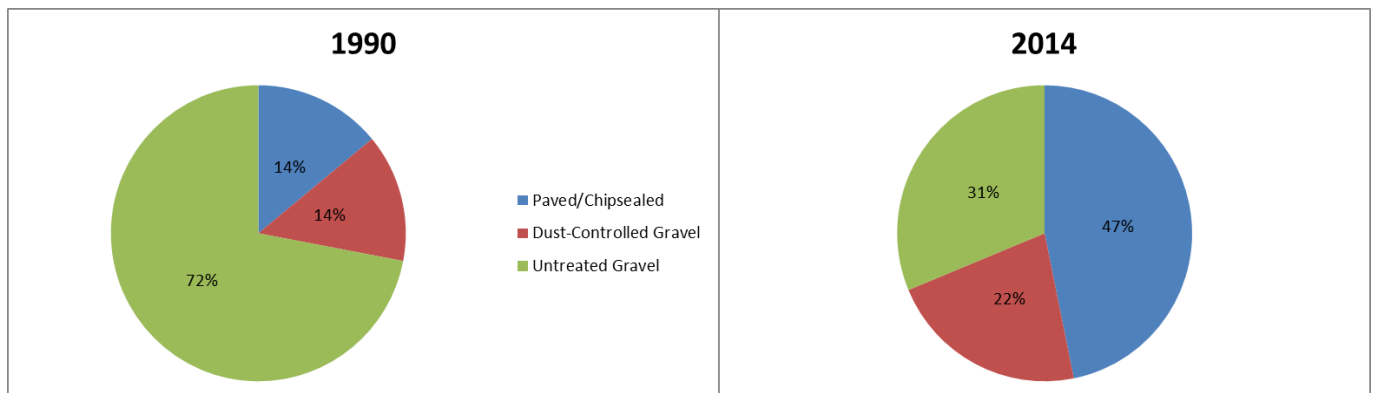 1990
14%
14%
72%
Paved/Chipsealed
Dust-Controlled Gravel
Untreated Gravel
2014
31%
47%
22%